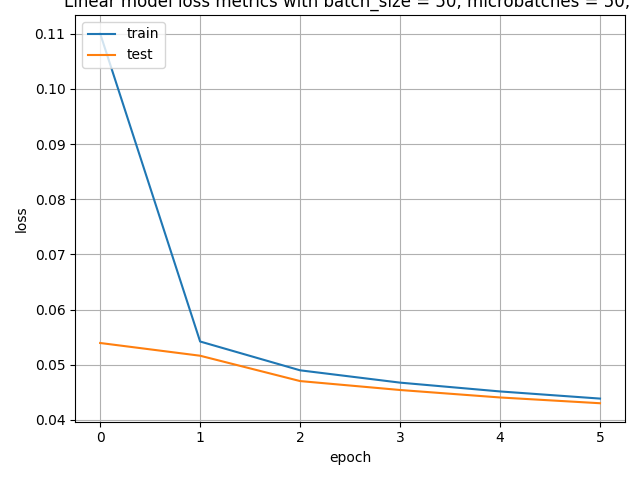 Linear model loss metrics with batch_size = 50, microbatches = 50,
train
test
0.11
0.10
0.09
0.08
0.07
0.06
0.05
0.04
loss
0 1 2 3 4 5
epoch